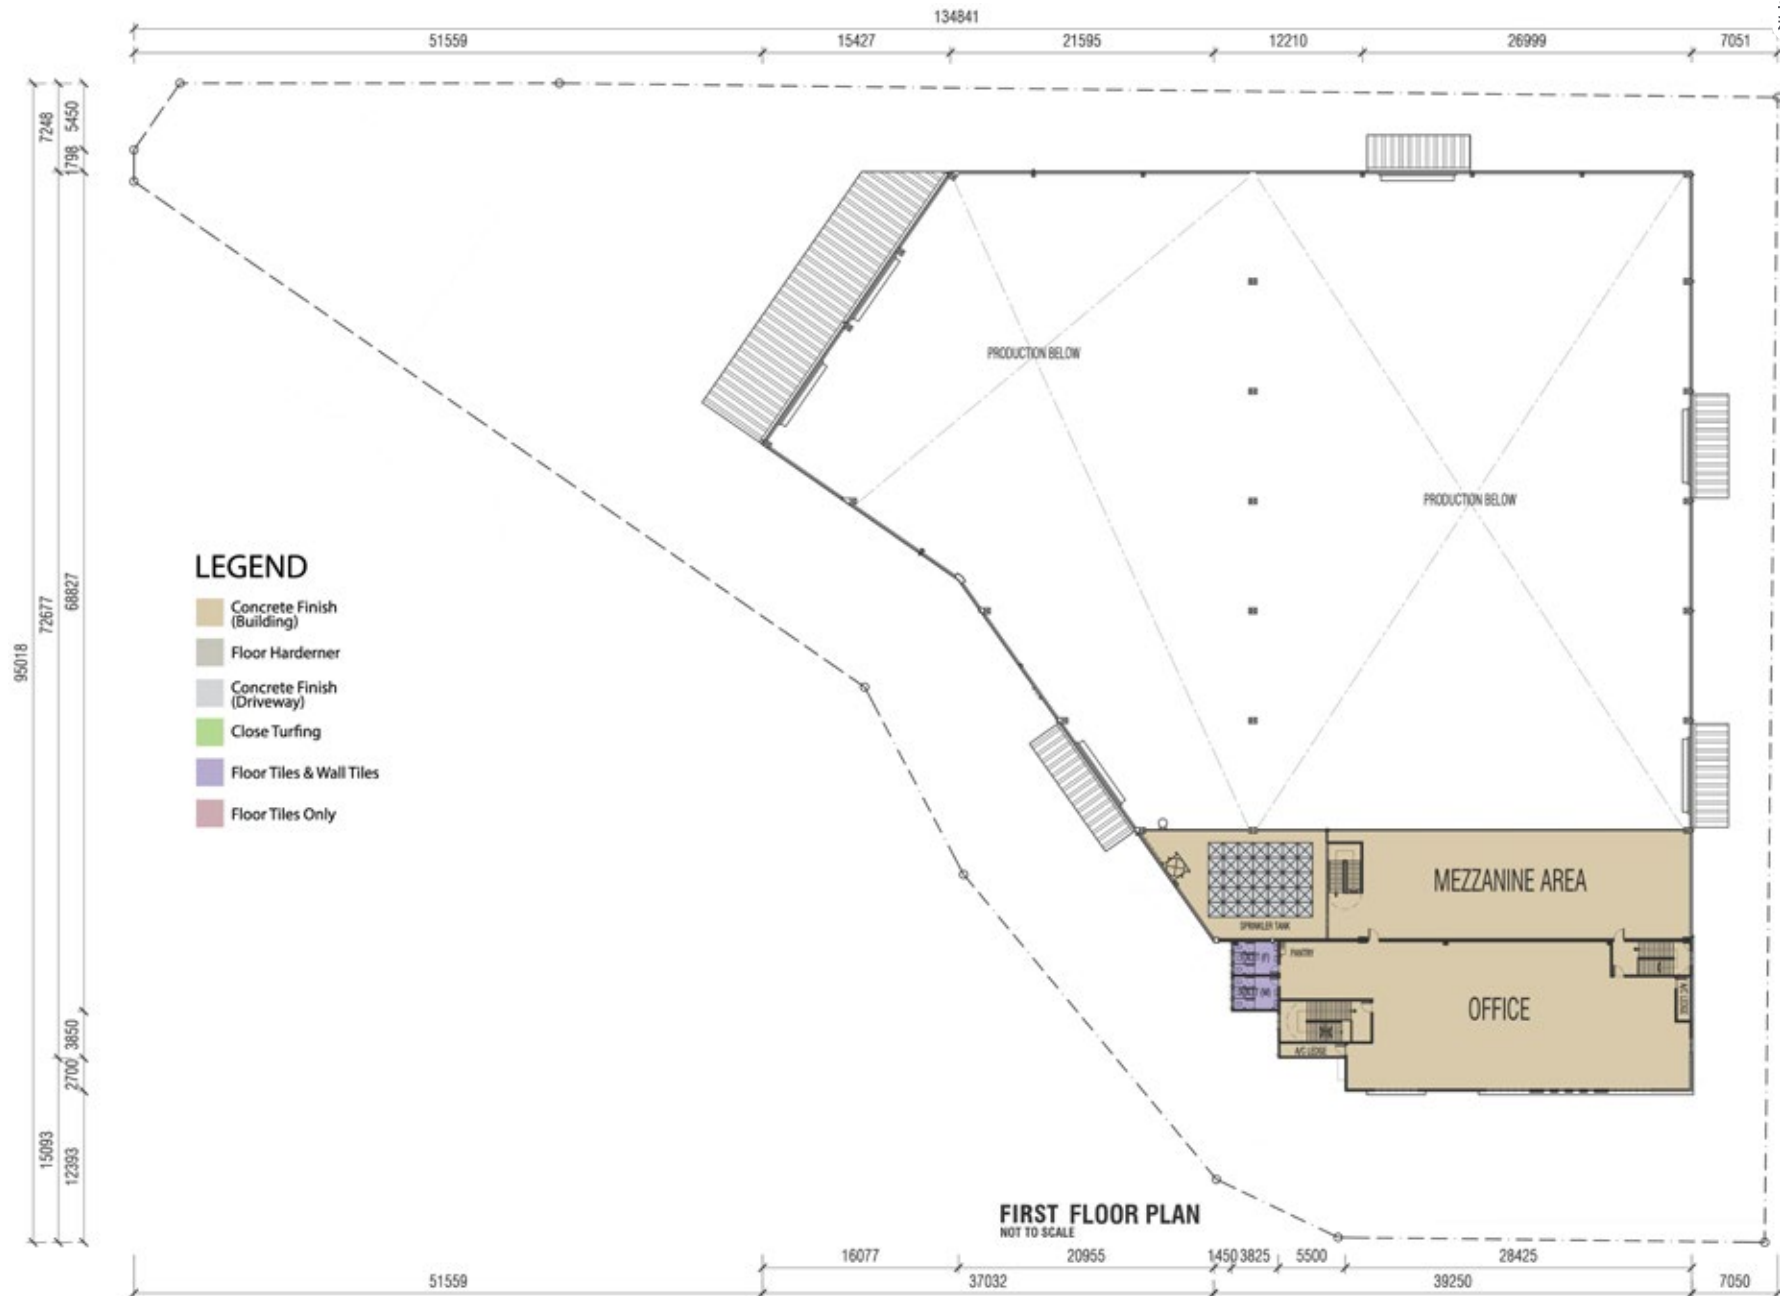 134841
51559
15427
21595
12210
26999
7051
7248
5450
1798
PRODUCTION BELOW
PRODUCTION BELOW
LEGEND
Concrete Finish
(Building)
Floor Harderner
Concrete Finish
(Driveway)
Close Turfing
Floor Tiles & Wall Tiles
Floor Tiles Only
95018
72677
68827
MEZZANINE AREA
SPRINKLER TANK
TOILET (F)
PANTRY
TOILET (M)
OFFICE
A/C LEDGE
A/C LEDGE
3850
2700
15093
12393
FIRST FLOOR PLAN
NOT TO SCALE
16077
20955
1450
3825
5500
28425
51559
37032
39250
7050